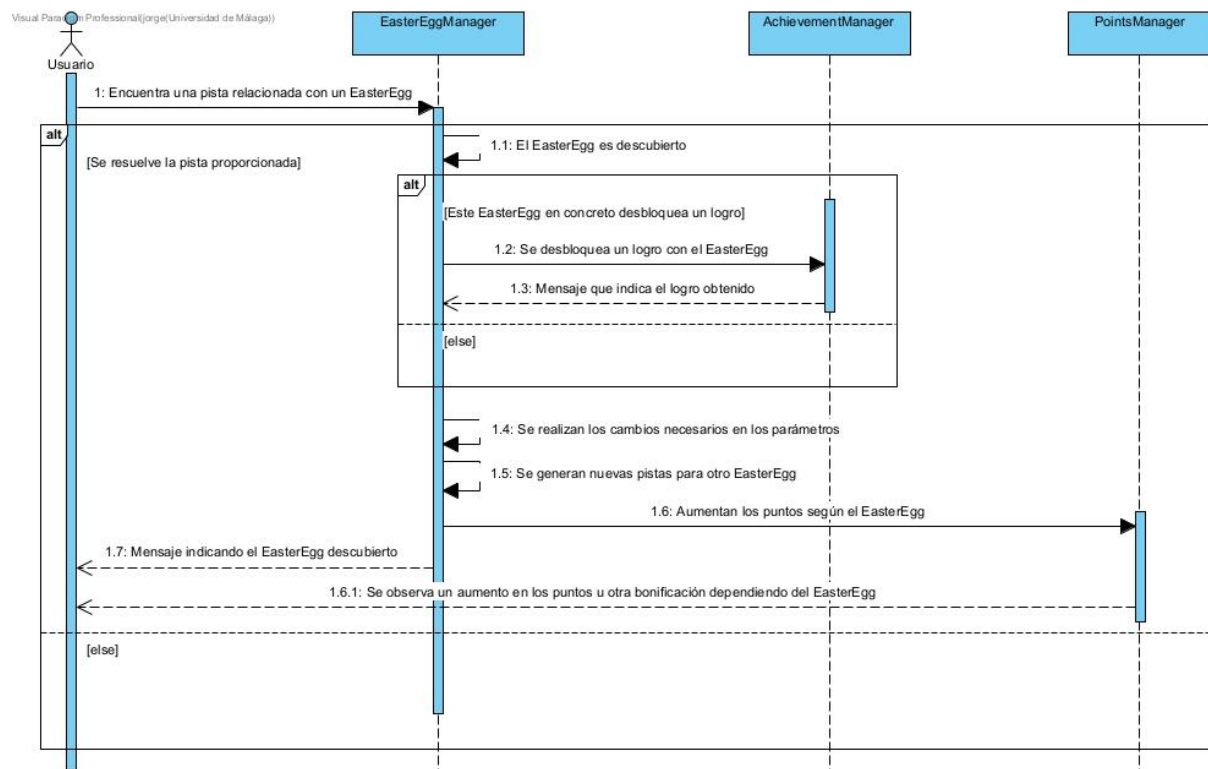 Visual Paradigm Professional(jorge(Universidad de Málaga))
EasterEggManager
AchievementManager
PointsManager
Usuario
1: Encuentra una pista relacionada con un EasterEgg
alt
1.1: El EasterEgg es descubierto
[Se resuelve la pista proporcionada]
alt
[Este EasterEgg en concreto desbloquea un logro]
1.2: Se desbloquea un logro con el EasterEgg
1.3: Mensaje que indica el logro obtenido
[else]
1.4: Se realizan los cambios necesarios en los parámetros
1.5: Se generan nuevas pistas para otro EasterEgg
1.6: Aumentan los puntos según el EasterEgg
1.7: Mensaje indicando el EasterEgg descubierto
1.6.1: Se observa un aumento en los puntos u otra bonificación dependiendo del EasterEgg
[else]